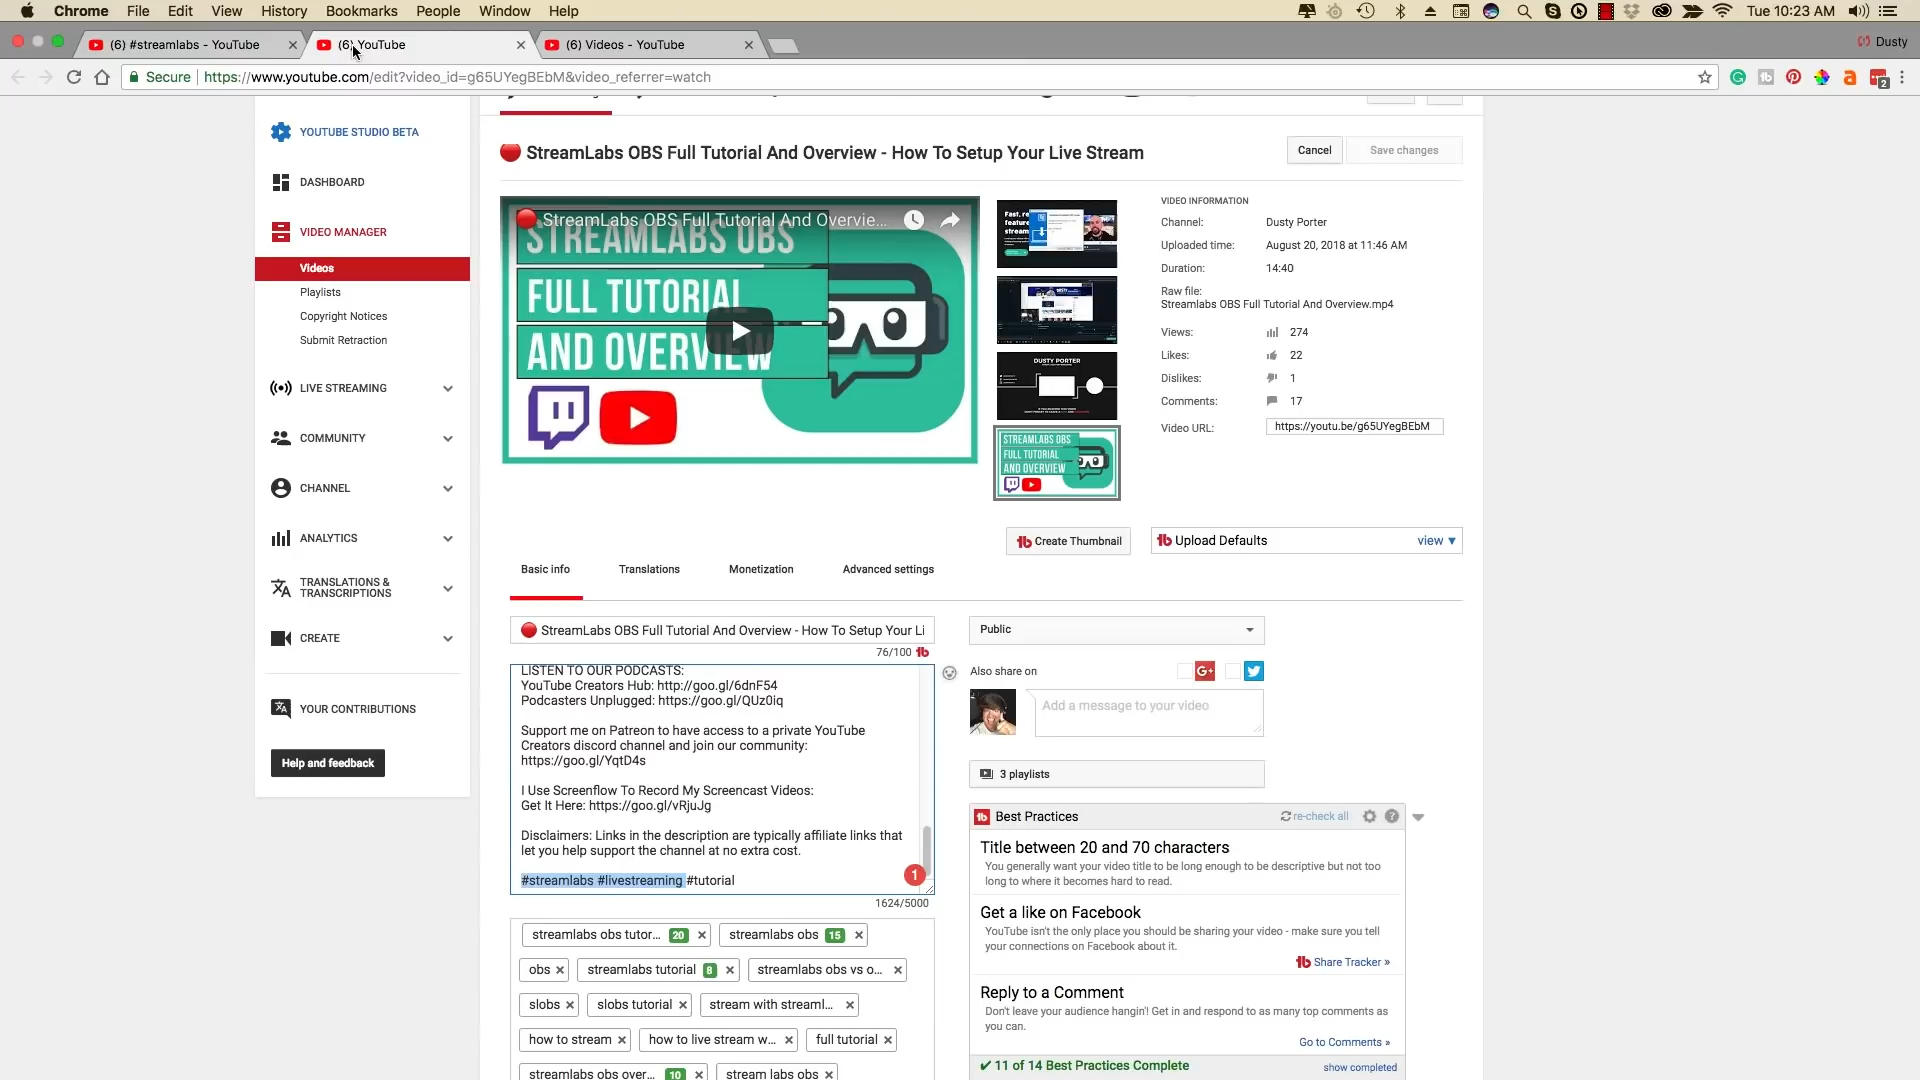 Chrome File Edit View History Bookmarks People Window Help
Tue 10:23 AM
(6) #streamlabs - YouTube
(6) YouTube
(6) Videos - YouTube
Dusty
Secure
https://www.youtube.com/edit?video_id=g65UYegBEbM&video_referrer=watch
2
YOUTUBE STUDIO BETA
DASHBOARD
VIDEO MANAGER
Videos
Playlists
Copyright Notices
Submit Retraction
LIVE STREAMING
COMMUNITY
CHANNEL
ANALYTICS
TRANSLATIONS &
TRANSCRIPTIONS
CREATE
YOUR CONTRIBUTIONS
Help and feedback
StreamLabs OBS Full Tutorial And Overview - How To Setup Your Live Stream
Cancel
Save changes
StreamLabs OBS Full Tutorial And Overvie...
STREAMLABS OBS
FULL TUTORIAL
AND OVERVIEW
DUSTY PORTER
STREAMLABS OBS
FULL TUTORIAL
AND OVERVIEW
VIDEO INFORMATION
Channel: Dusty Porter
Uploaded time: August 20, 2018 at 11:46 AM
Duration: 14:40
Raw file:
Streamlabs OBS Full Tutorial And Overview.mp4
Views: 274
Likes: 22
Dislikes: 1
Comments: 17
Video URL: https://youtu.be/g65UYegBEbM
Create Thumbnail
Upload Defaults
view ▼
Basic info
Translations
Monetization
Advanced settings
StreamLabs OBS Full Tutorial And Overview - How To Setup Your Li
76/100
LISTEN TO OUR PODCASTS:
YouTube Creators Hub: http://goo.gl/6dnF54
Podcasters Unplugged: https://goo.gl/QUz0iq
Support me on Patreon to have access to a private YouTube
Creators discord channel and join our community:
https://goo.gl/YqtD4s
I Use Screenflow To Record My Screencast Videos:
Get It Here: https://goo.gl/vRjuJg
Disclaimers: Links in the description are typically affiliate links that
let you help support the channel at no extra cost.
#streamlabs #livestreaming #tutorial
1
1624/5000
streamlabs obs tutor... 20
streamlabs obs 15
obs
streamlabs tutorial 8
streamlabs obs vs o...
slobs
slobs tutorial
stream with streaml...
how to stream
how to live stream w...
full tutorial
streamlabs obs over... 10
stream labs obs
Public
Also share on
G+
Add a message to your video
3 playlists
Best Practices
re-check all
Title between 20 and 70 characters
You generally want your video title to be long enough to be descriptive but not too
long to where it becomes hard to read.
Get a like on Facebook
YouTube isn't the only place you should be sharing your video - make sure you tell
your connections on Facebook about it.
Share Tracker »
Reply to a Comment
Don't leave your audience hangin'! Get in and respond to as many top comments as
you can.
Go to Comments »
✔ 11 of 14 Best Practices Complete
show completed